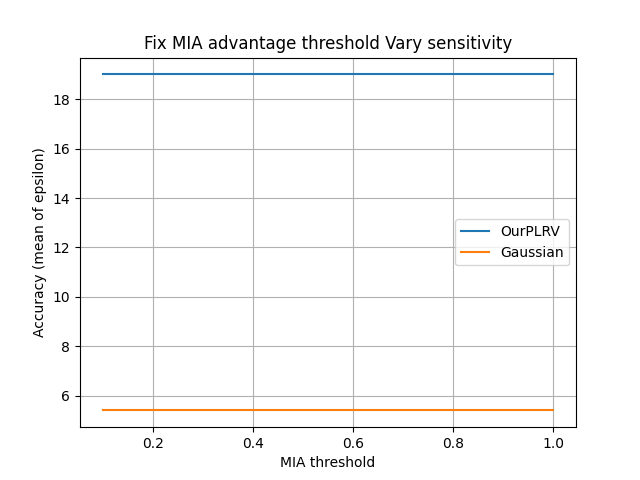 Fix MIA advantage threshold Vary sensitivity
Accuracy (mean of epsilon)
18
16
14
12
10
8
6
OurPLRV
Gaussian
0.2 0.4 0.6 0.8 1.0
MIA threshold